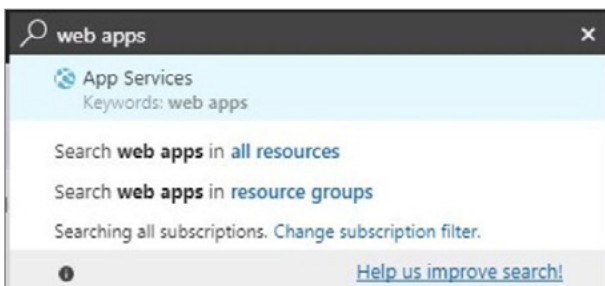 web apps
App Services
Keywords: web apps
Search web apps in all resources
Search web apps in resource groups
Searching all subscriptions. Change subscription filter.
Help us improve search!